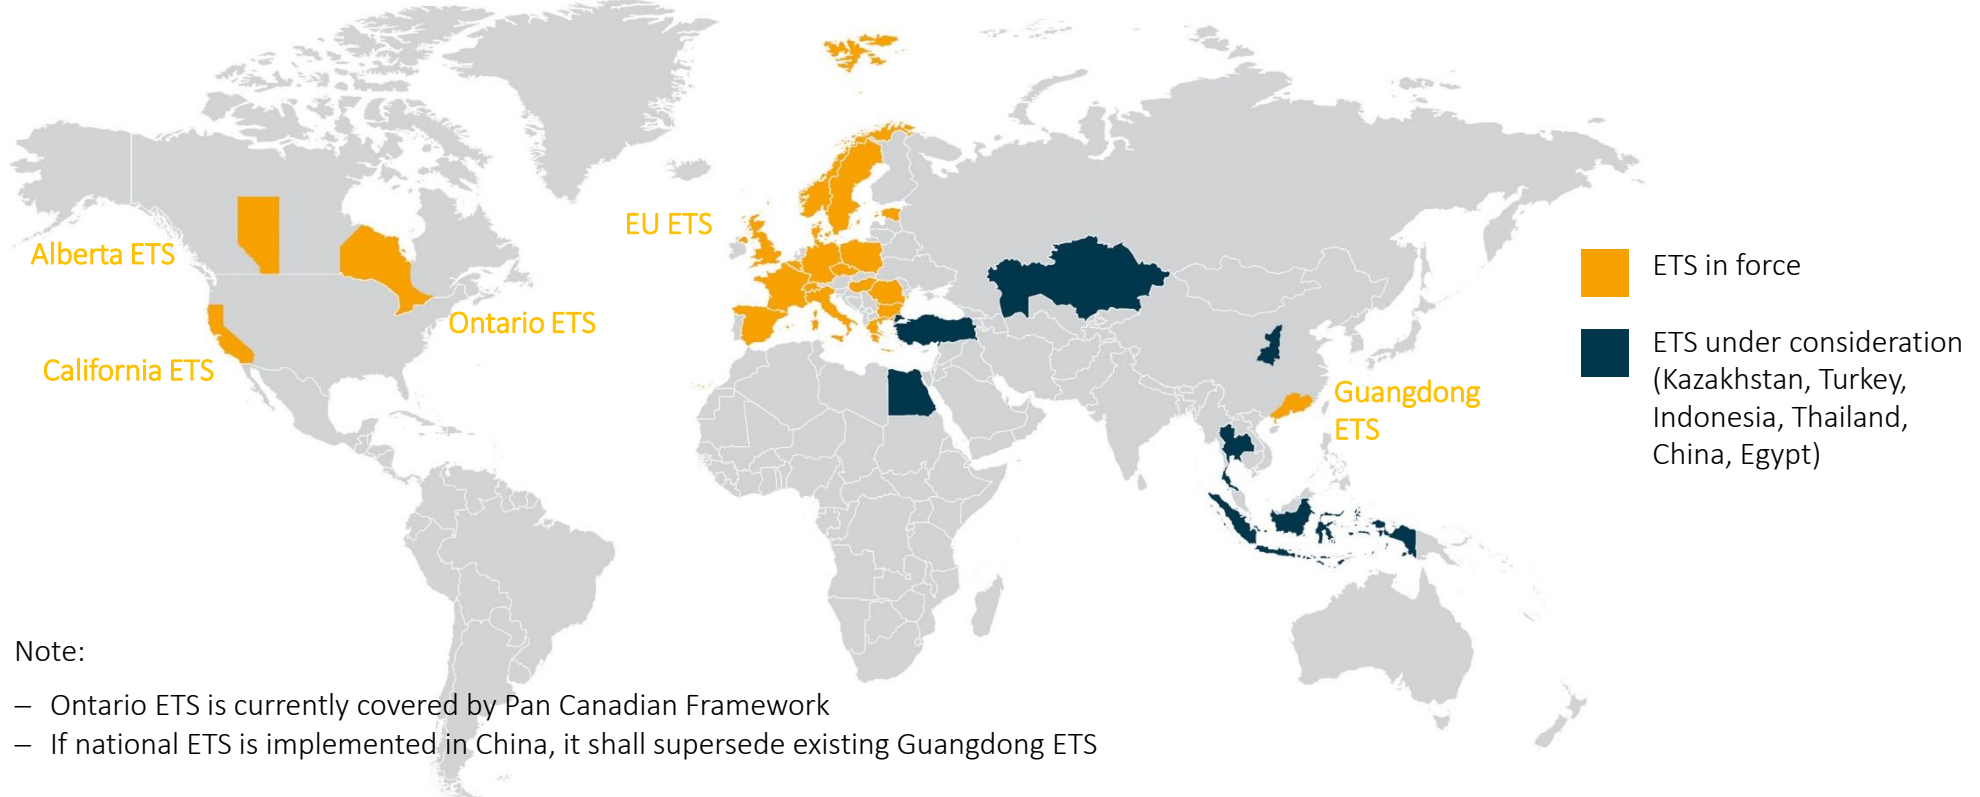 EU ETS
Alberta ETS
Ontario ETS
California ETS
Guangdong
ETS
ETS in force
ETS under consideration
(Kazakhstan, Turkey,
Indonesia, Thailand,
China, Egypt)
Note:
– Ontario ETS is currently covered by Pan Canadian Framework
– If national ETS is implemented in China, it shall supersede existing Guangdong ETS